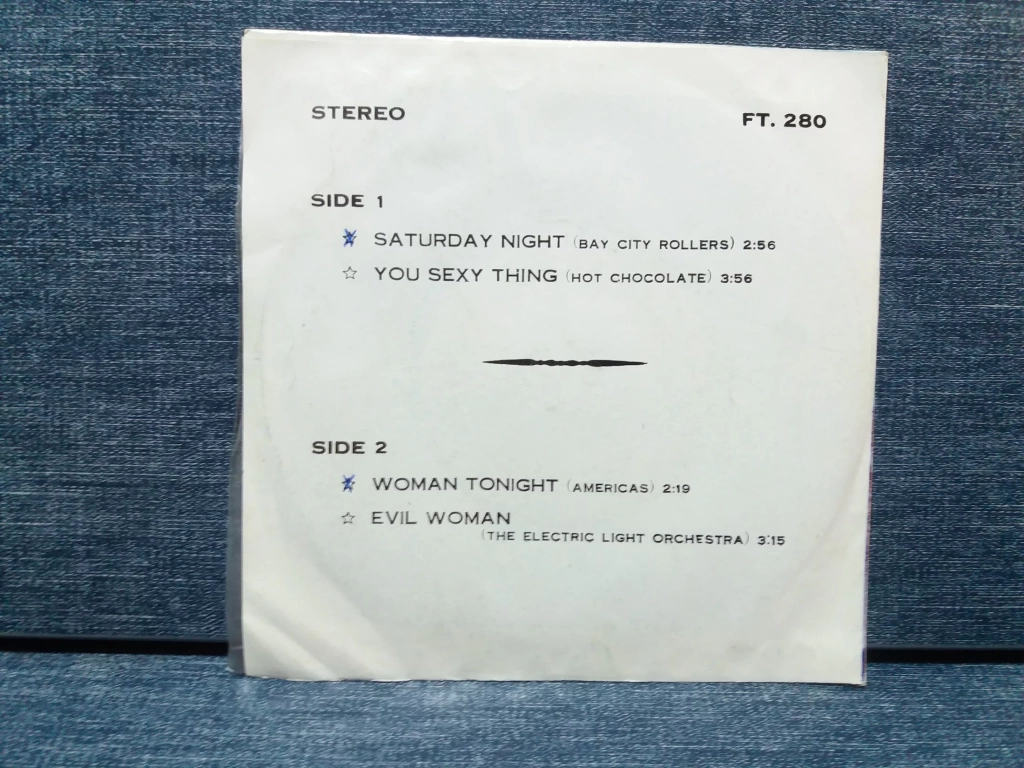 STEREO
FT. 280
SIDE 1
SATURDAY NIGHT (BAY CITY ROLLERS) 2:56
☆ YOU SEXY THING (HOT CHOCOLATE) 3:56
SIDE 2
WOMAN TONIGHT (AMERICAS) 2:19
☆ EVIL WOMAN
(THE ELECTRIC LIGHT ORCHESTRA) 3:15